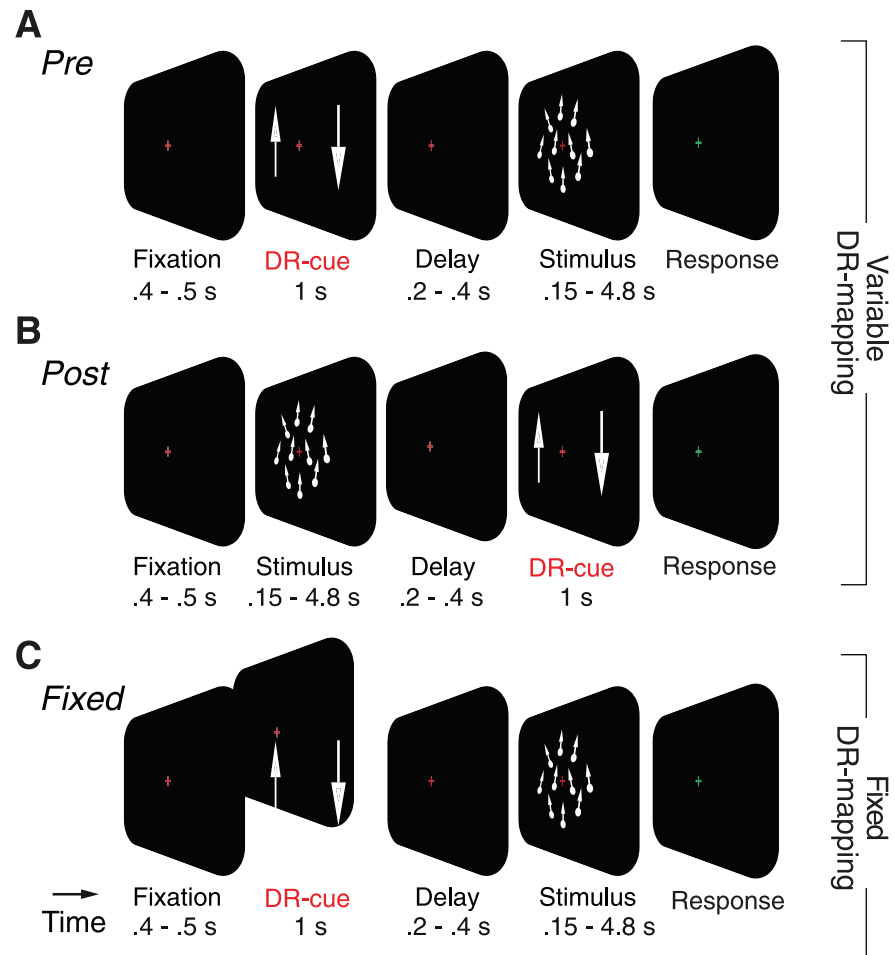 A
Pre
Fixation
.4 - .5 s
DR-cue
1 s
Delay
.2 - .4 s
Stimulus
.15 - 4.8 s
Response
B
Post
Fixation
.4 - .5 s
Stimulus
.15 - 4.8 s
Delay
.2 - .4 s
DR-cue
1 s
Response
Variable
DR-mapping
C
Fixed
Time
Fixation
.4 - .5 s
DR-cue
1 s
Delay
.2 - .4 s
Stimulus
.15 - 4.8 s
Response
Fixed
DR-mapping